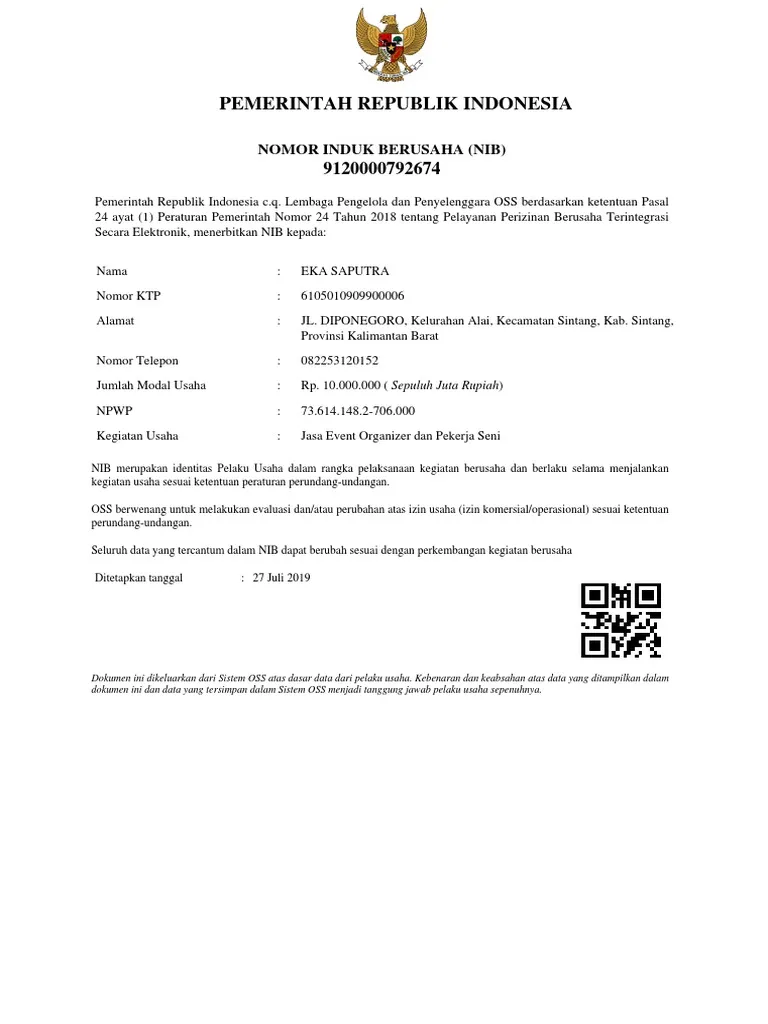 PEMERINTAH REPUBLIK INDONESIA
NOMOR INDUK BERUSAHA (NIB)
9120000792674
Pemerintah Republik Indonesia c.q. Lembaga Pengelola dan Penyelenggara OSS berdasarkan ketentuan Pasal
24 ayat (1) Peraturan Pemerintah Nomor 24 Tahun 2018 tentang Pelayanan Perizinan Berusaha Terintegrasi
Secara Elektronik, menerbitkan NIB kepada:
Nama : EKA SAPUTRA
Nomor KTP : 6105010909900006
Alamat : JL. DIPONEGORO, Kelurahan Alai, Kecamatan Sintang, Kab. Sintang,
Provinsi Kalimantan Barat
Nomor Telepon : 082253120152
Jumlah Modal Usaha : Rp. 10.000.000 ( Sepuluh Juta Rupiah)
NPWP : 73.614.148.2-706.000
Kegiatan Usaha : Jasa Event Organizer dan Pekerja Seni
NIB merupakan identitas Pelaku Usaha dalam rangka pelaksanaan kegiatan berusaha dan berlaku selama menjalankan
kegiatan usaha sesuai ketentuan peraturan perundang-undangan.
OSS berwenang untuk melakukan evaluasi dan/atau perubahan atas izin usaha (izin komersial/operasional) sesuai ketentuan
perundang-undangan.
Seluruh data yang tercantum dalam NIB dapat berubah sesuai dengan perkembangan kegiatan berusaha
Ditetapkan tanggal : 27 Juli 2019
Dokumen ini dikeluarkan dari Sistem OSS atas dasar data dari pelaku usaha. Kebenaran dan keabsahan atas data yang ditampilkan dalam
dokumen ini dan data yang tersimpan dalam Sistem OSS menjadi tanggung jawab pelaku usaha sepenuhnya.